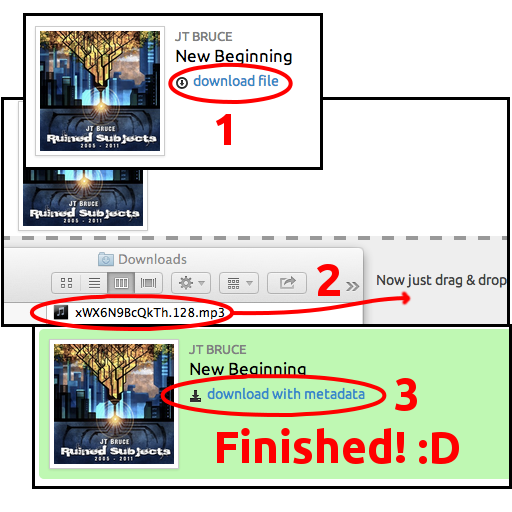 JT BRUCE
New Beginning
download file
JT BRUCE
Ruined Subjects
2005 - 2011
1
JT BRUCE
Ruined Subjects
2005 - 2011
Downloads
2
Now just drag & drop
xWX6N9BcQkTh.128.mp3
JT BRUCE
New Beginning
download with metadata
3
JT BRUCE
Ruined Subjects
2005 - 2011
Finished! :D